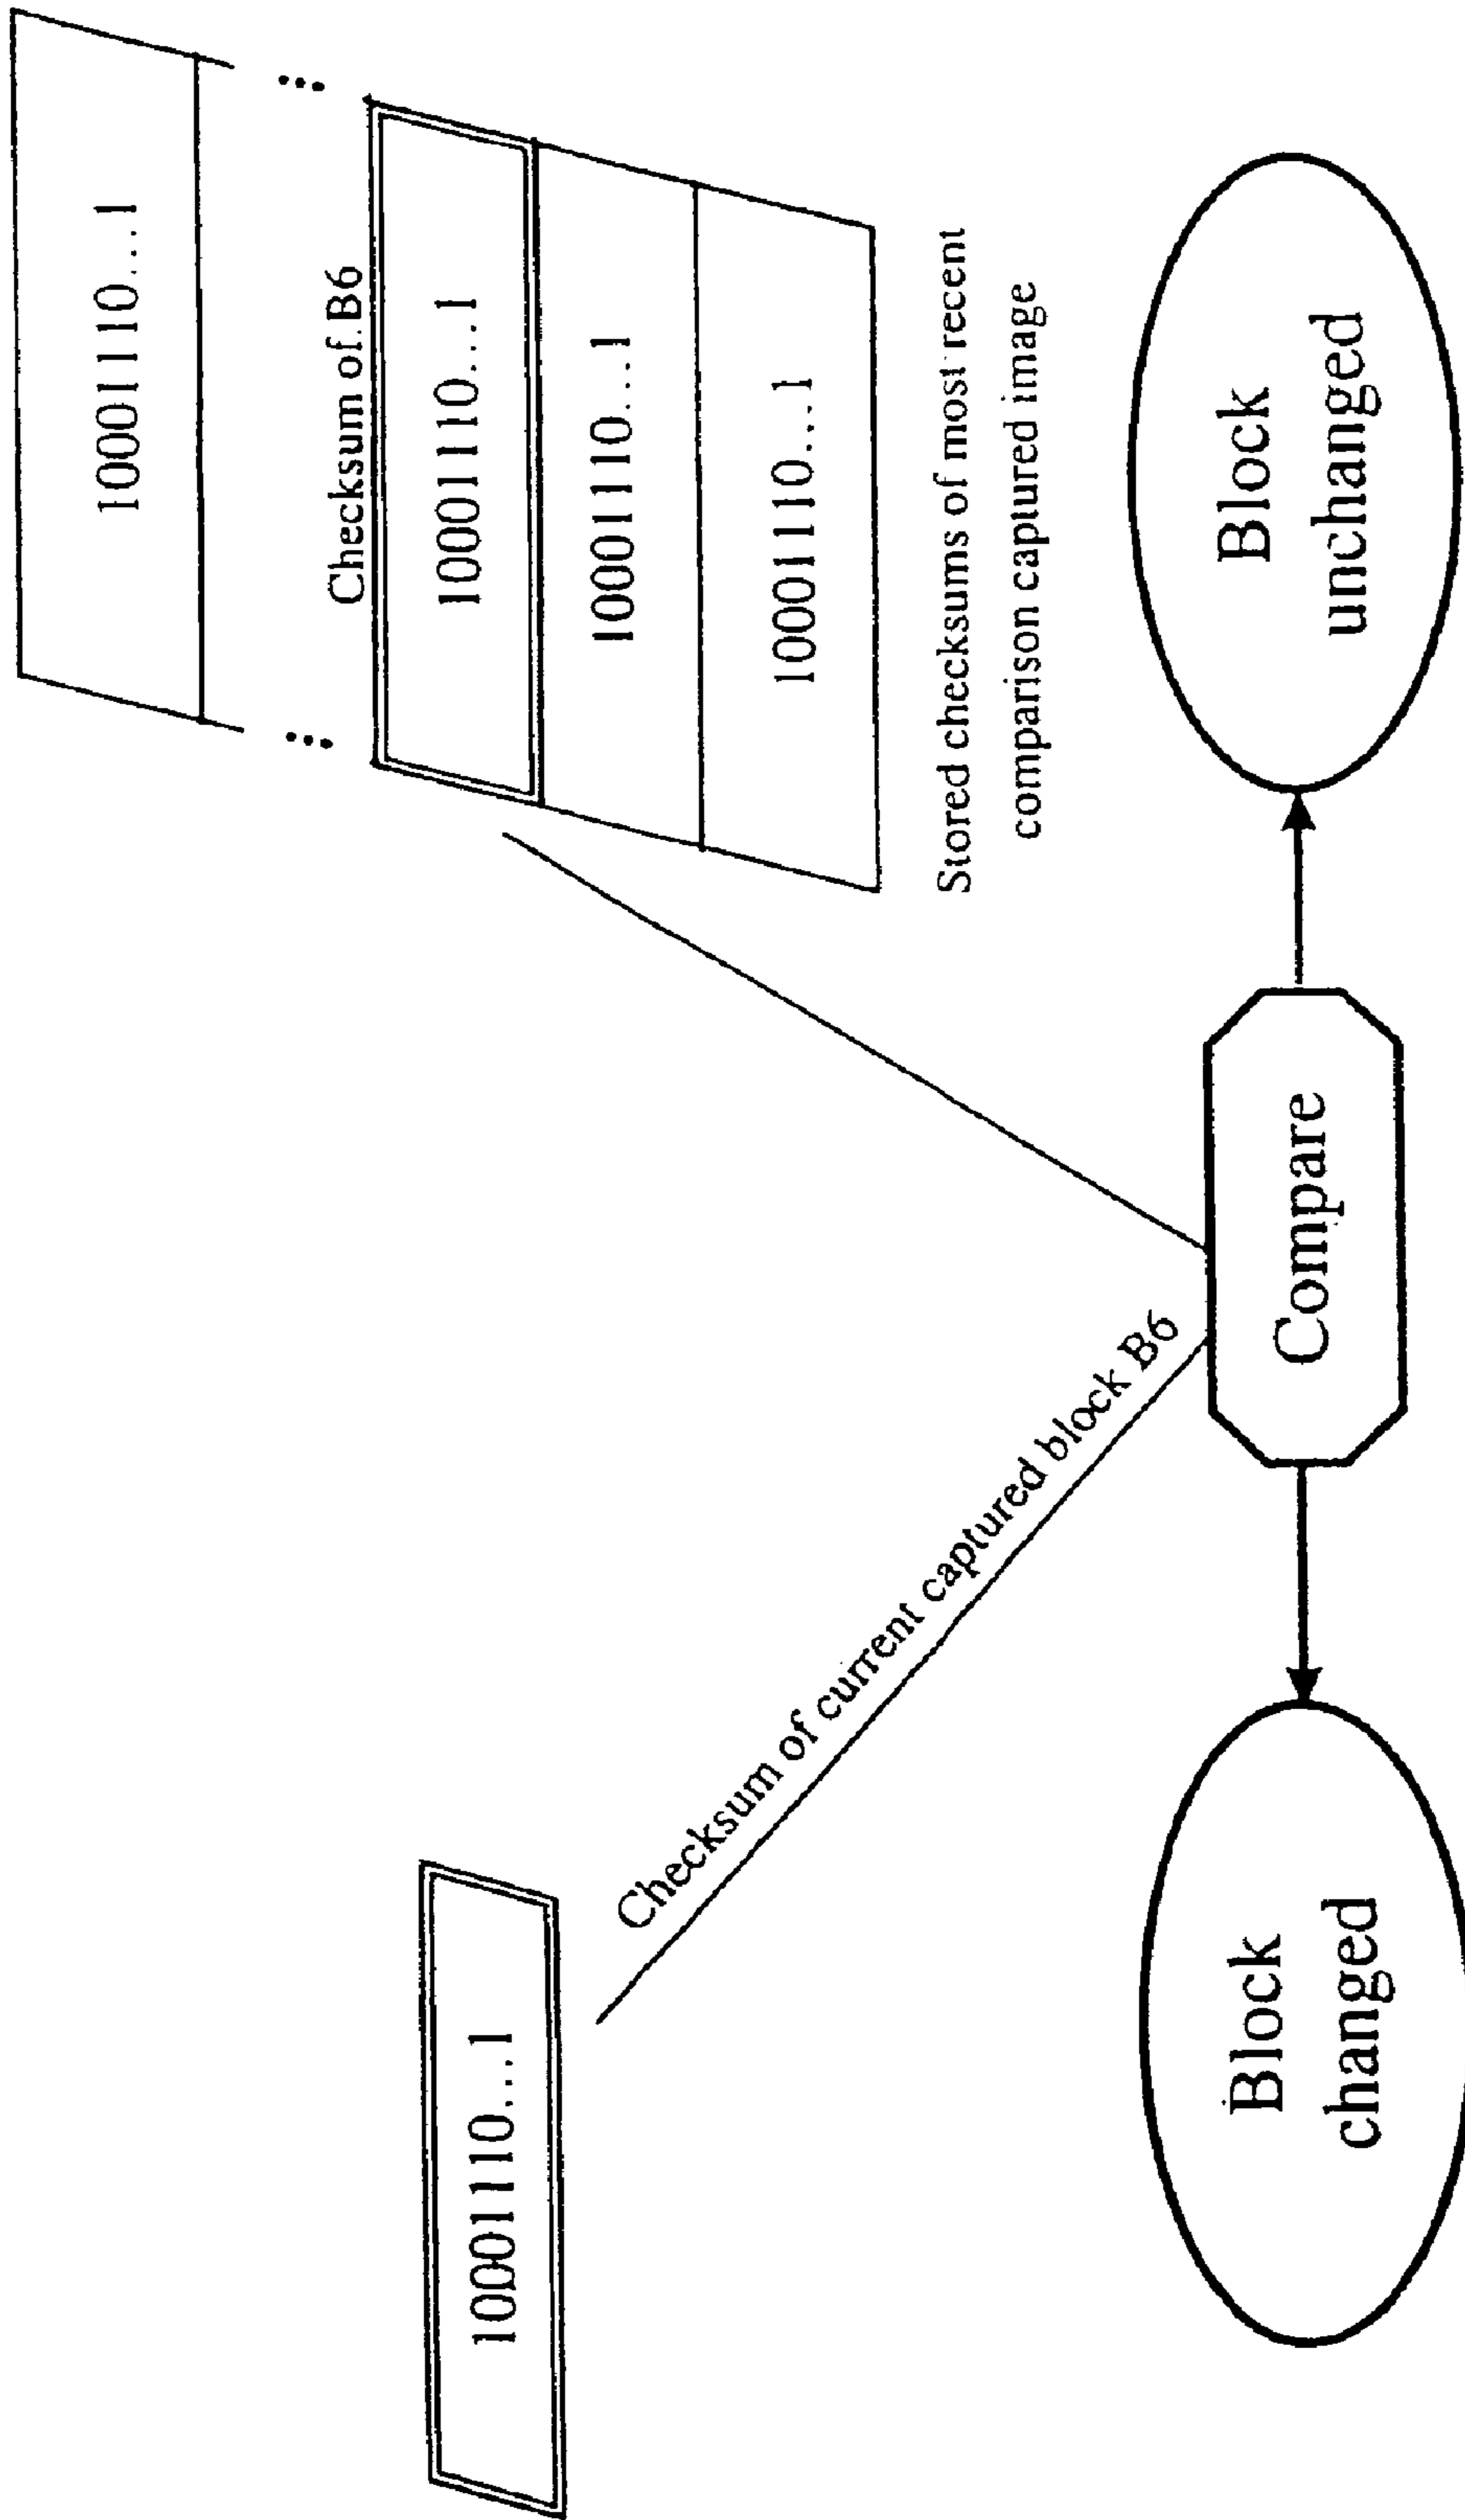 10001110...1
Checksum of B6
10001110...1
10001110...1
10001110...1
10001110...1
Stored checksums of most recent
comparison captured image
Checksum of current captured block B6
Compare
Block
changed
Block
unchanged